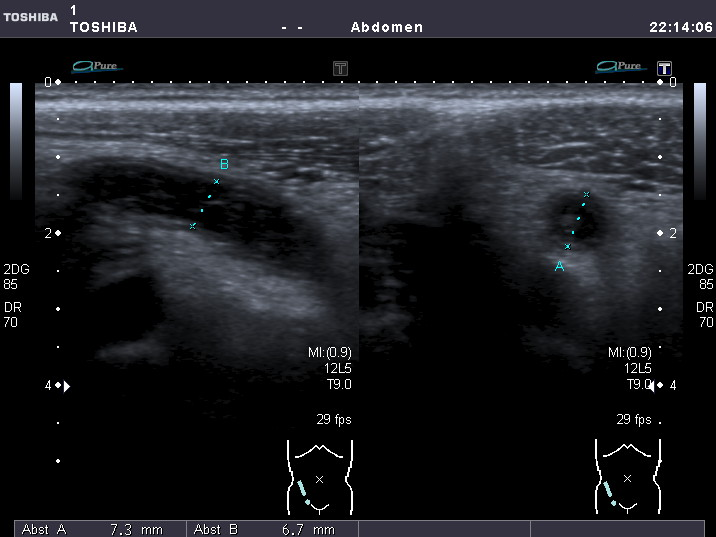 TOSHIBA
1
TOSHIBA - - Abdomen 22:14:06
aPure T aPure T
0 0
B
2 2
A
2DG 2DG
85 85
DR DR
70 70
MI:(0.9) MI:(0.9)
12L5 12L5
T9.0 T9.0
4 4
29 fps 29 fps
Abst A 7.3 mm Abst B 6.7 mm